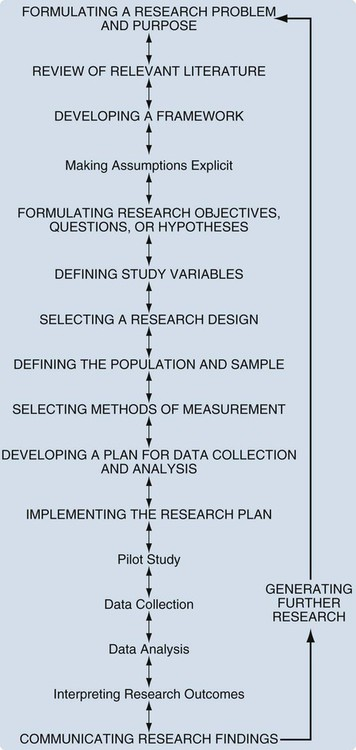 FORMULATING A RESEARCH PROBLEM
AND PURPOSE
REVIEW OF RELEVANT LITERATURE
DEVELOPING A FRAMEWORK
Making Assumptions Explicit
FORMULATING RESEARCH OBJECTIVES,
QUESTIONS, OR HYPOTHESES
DEFINING STUDY VARIABLES
SELECTING A RESEARCH DESIGN
DEFINING THE POPULATION AND SAMPLE
SELECTING METHODS OF MEASUREMENT
DEVELOPING A PLAN FOR DATA COLLECTION
AND ANALYSIS
IMPLEMENTING THE RESEARCH PLAN
Pilot Study
Data Collection
Data Analysis
Interpreting Research Outcomes
COMMUNICATING RESEARCH FINDINGS
GENERATING
FURTHER
RESEARCH